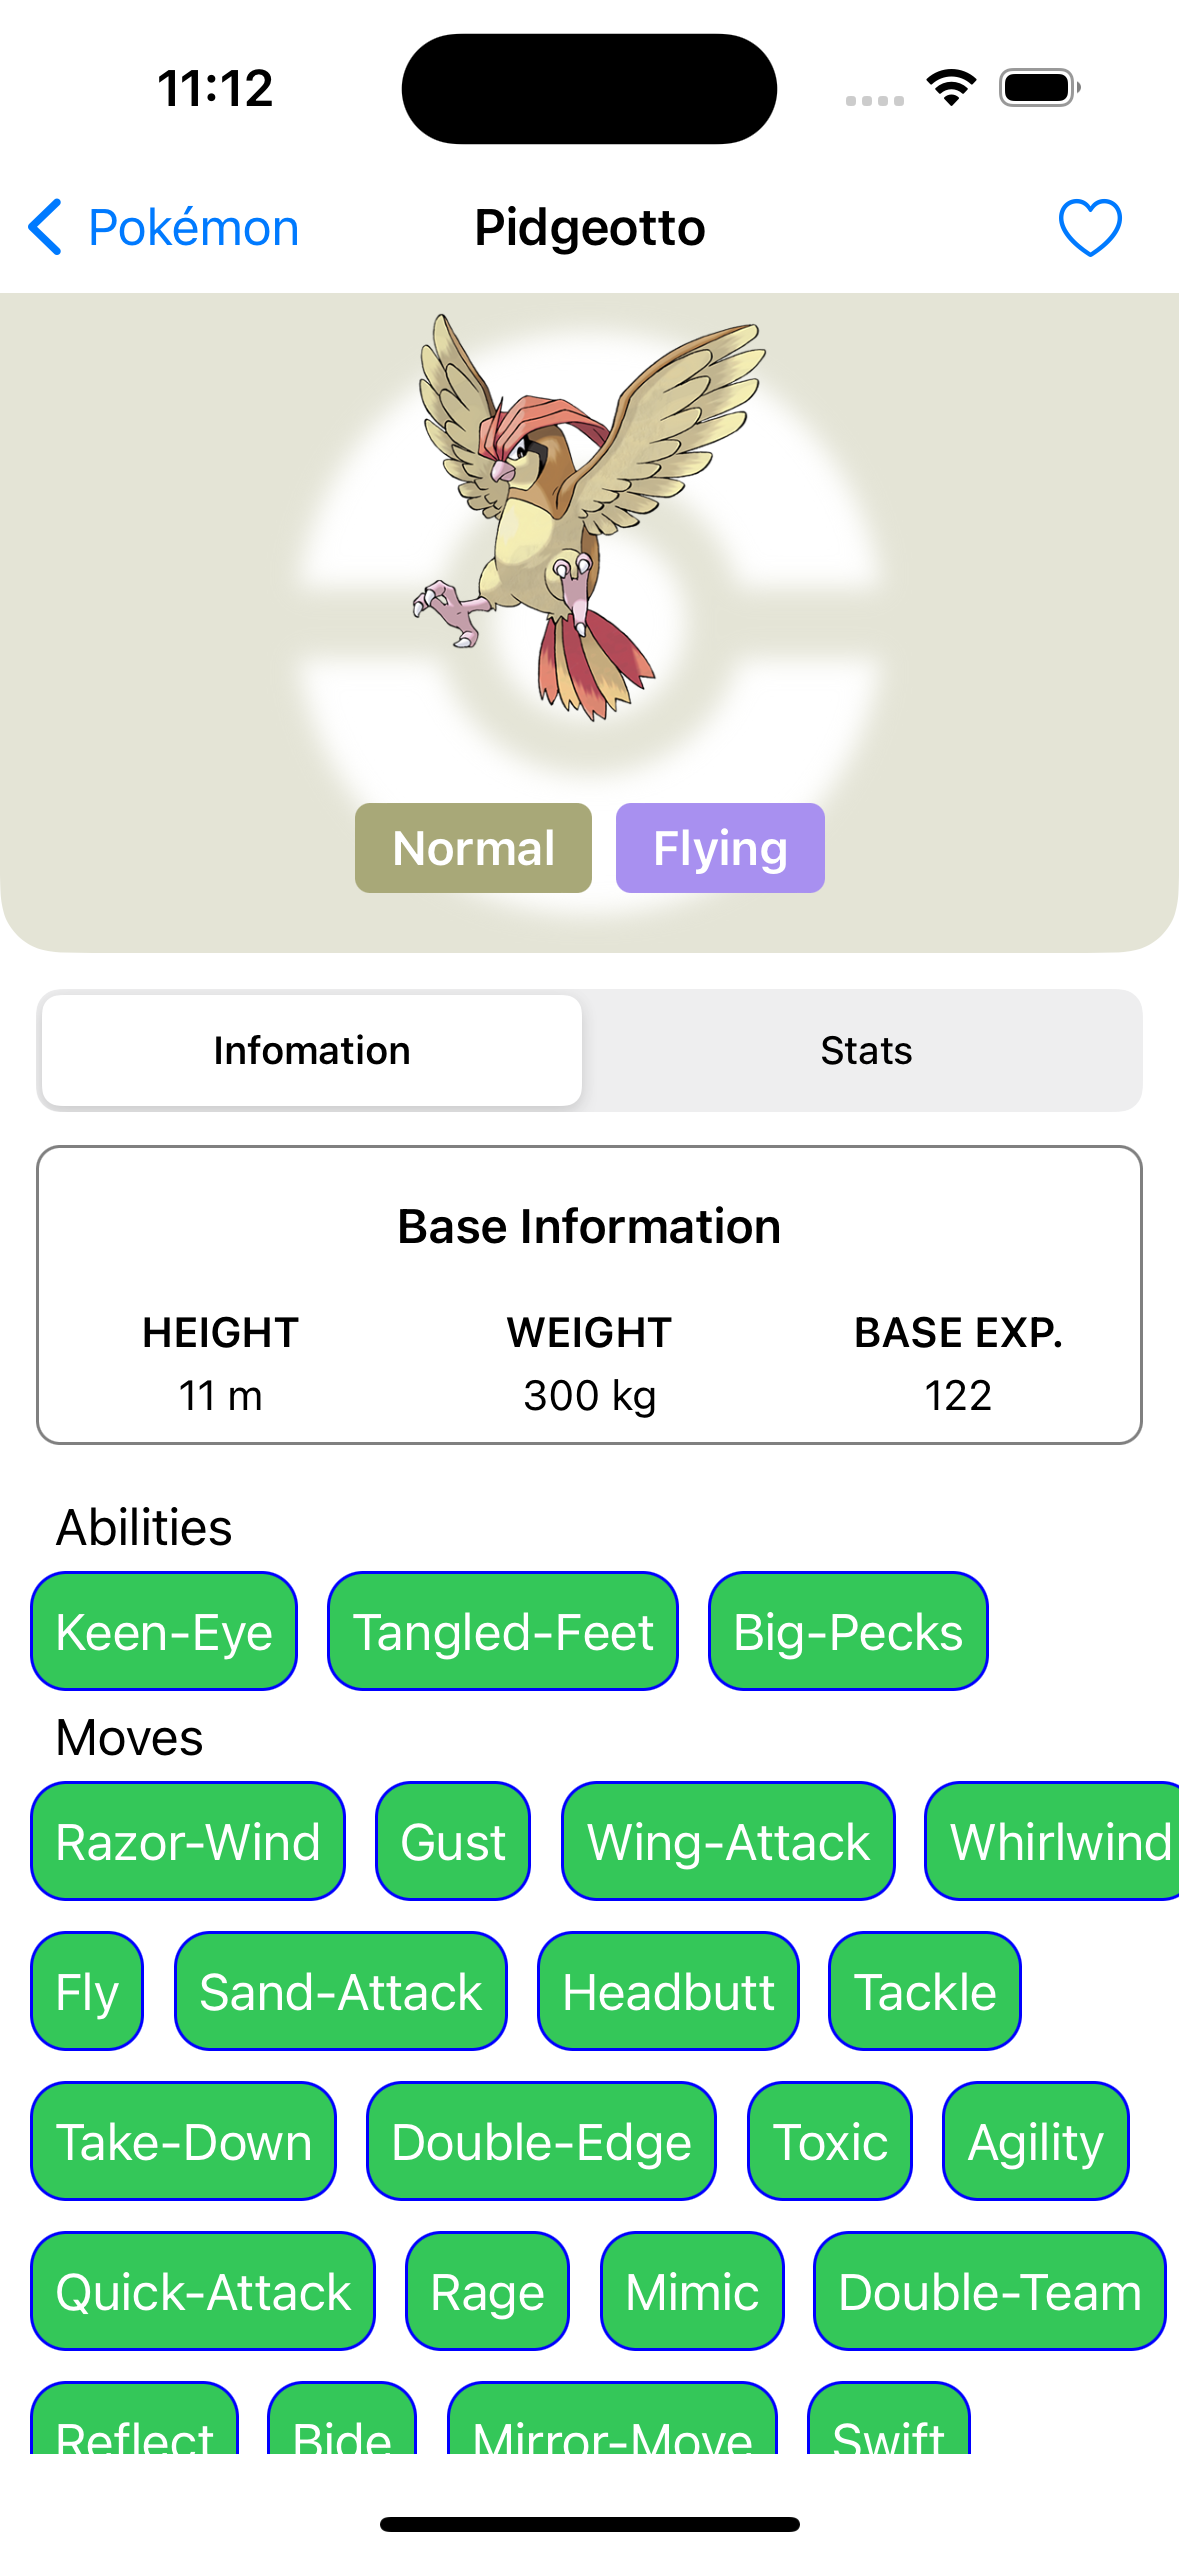 11:12
Pokémon Pidgeotto
Normal Flying
Infomation Stats
Base Information
HEIGHT WEIGHT BASE EXP.
11 m 300 kg 122
Abilities
Keen-Eye Tangled-Feet Big-Pecks
Moves
Razor-Wind Gust Wing-Attack Whirlwind
Fly Sand-Attack Headbutt Tackle
Take-Down Double-Edge Toxic Agility
Quick-Attack Rage Mimic Double-Team
Reflect Bide Mirror-Move Swift